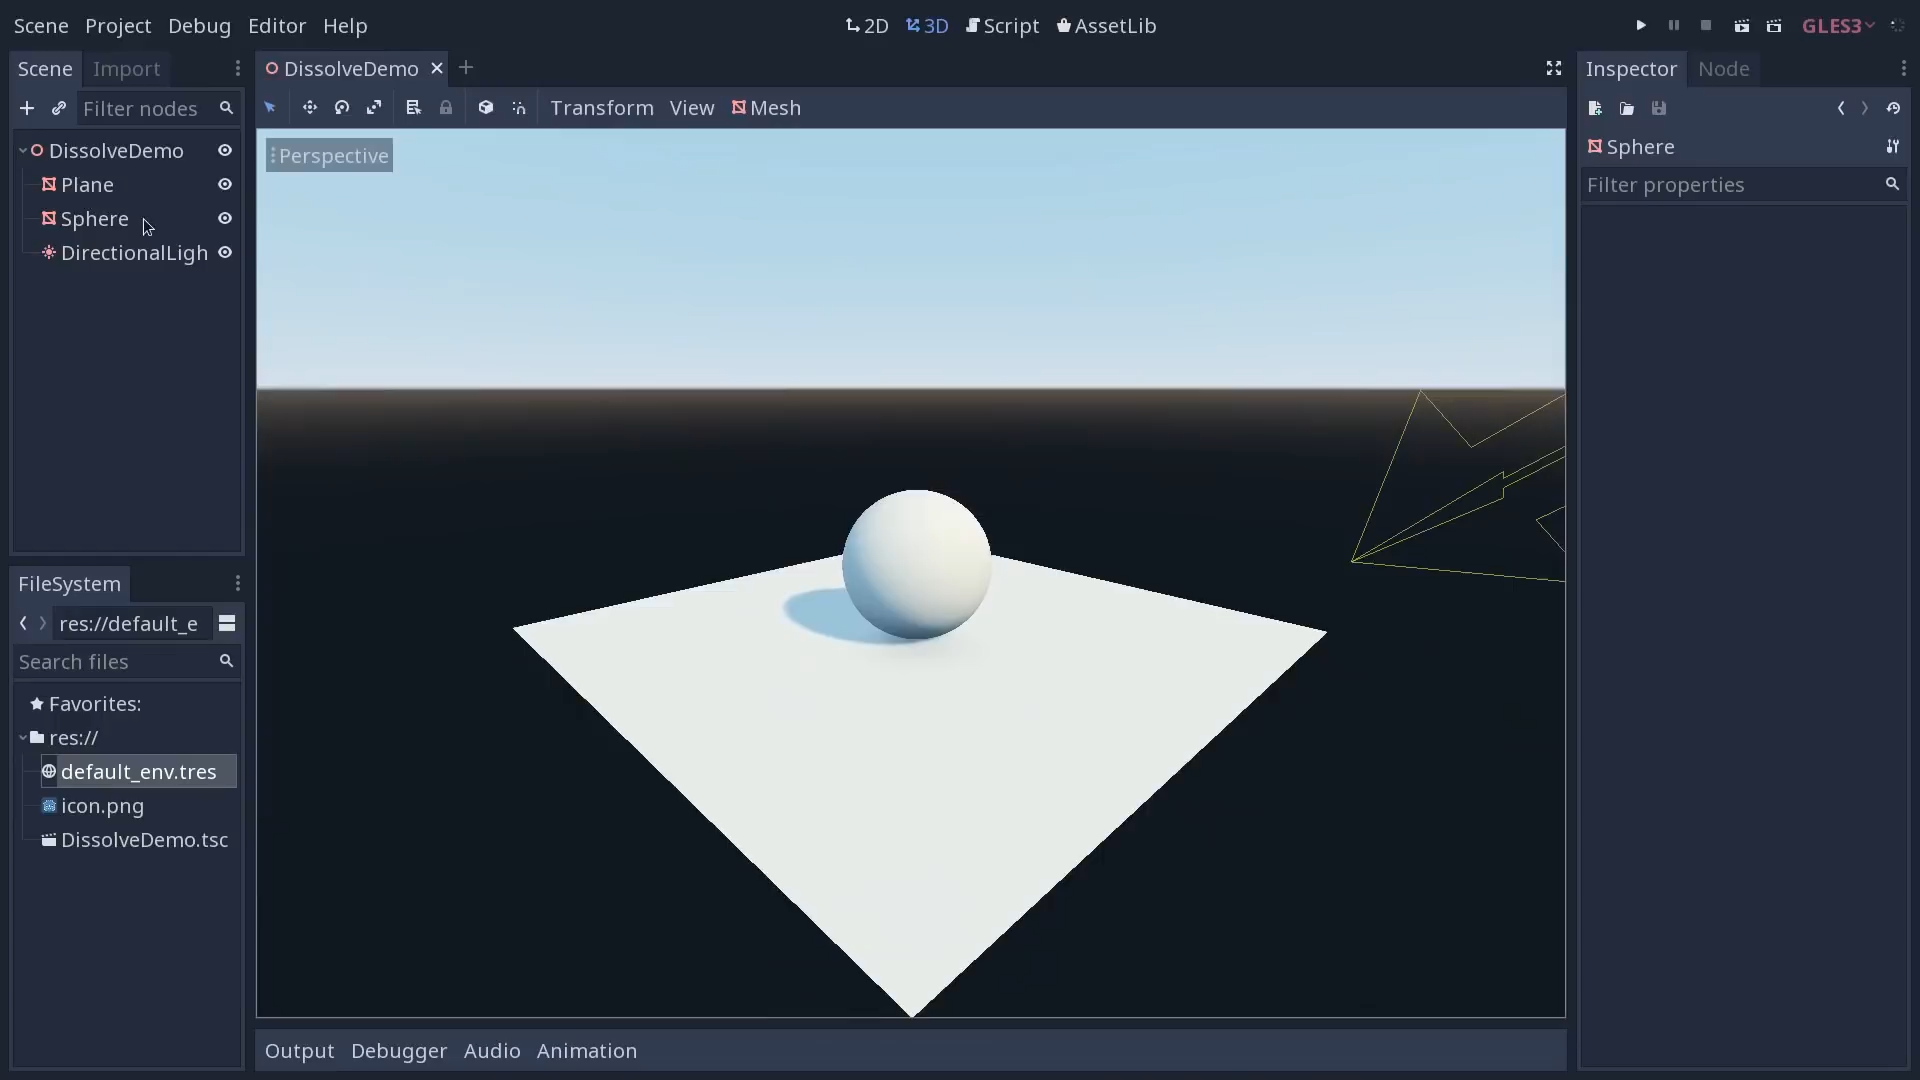 Scene Project Debug Editor Help
2D 3D Script AssetLib
GLES3
Scene Import
Filter nodes
DissolveDemo
Plane
Sphere
DirectionalLigh
FileSystem
res://default_e
Search files
Favorites:
res://
default_env.tres
icon.png
DissolveDemo.tsc
DissolveDemo
Transform View Mesh
Perspective
Output Debugger Audio Animation
Inspector Node
Sphere
Filter properties